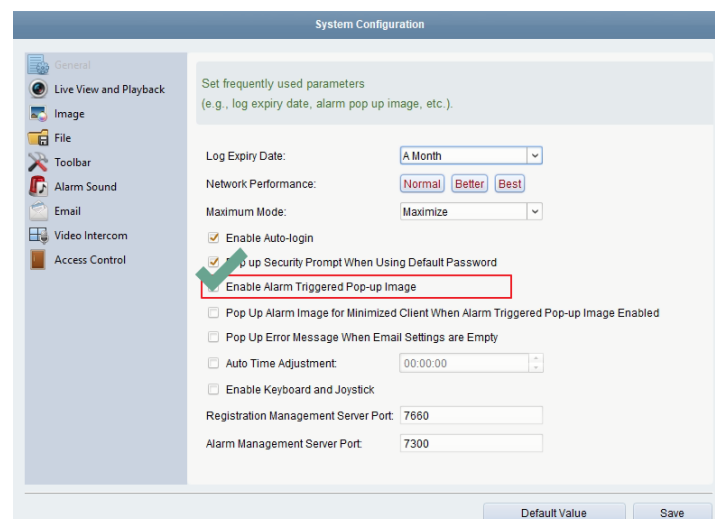 System Configuration
General
Live View and Playback
Image
File
Toolbar
Alarm Sound
Email
Video Intercom
Access Control
Set frequently used parameters
(e.g., log expiry date, alarm pop up image, etc.).
Log Expiry Date: A Month
Network Performance: Normal Better Best
Maximum Mode: Maximize
Enable Auto-login
up Security Prompt When Using Default Password
Enable Alarm Triggered Pop-up Image
Pop Up Alarm Image for Minimized Client When Alarm Triggered Pop-up Image Enabled
Pop Up Error Message When Email Settings are Empty
Auto Time Adjustment: 00:00:00
Enable Keyboard and Joystick
Registration Management Server Port: 7660
Alarm Management Server Port: 7300
Default Value Save